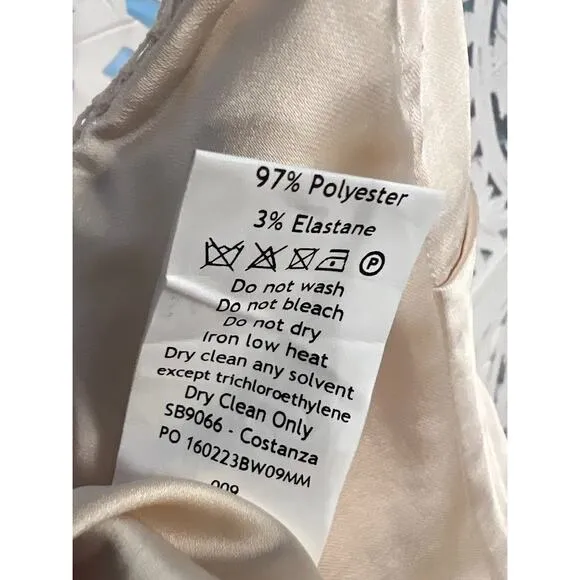 97% Polyester
3% Elastane
P
Do not wash
Do not bleach
Do not dry
Iron low heat
Dry clean any solvent
except trichloroethylene
Dry Clean Only
SB9066 - Costanza
PO 160223BW09MM
009